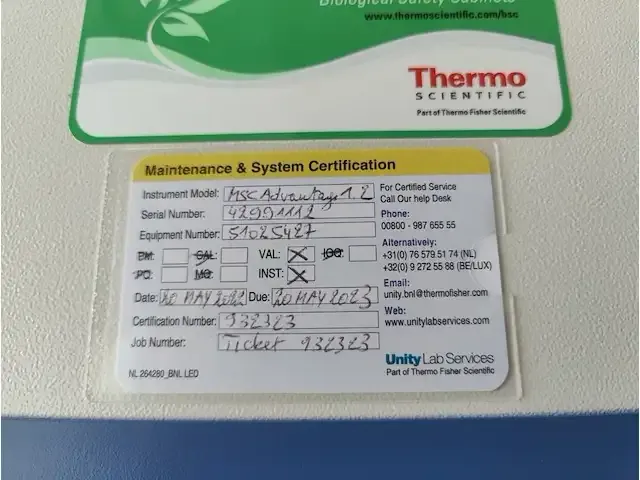 Biological Safety Cabinets
www.thermoscientific.com/bsc
Thermo
SCIENTIFIC
Part of Thermo Fisher Scientific
Maintenance & System Certification
Instrument Model: MSC Advantage 1.2
Serial Number: 42991112
Equipment Number: 51025427
PM: CAL: VAL: X IOQ:
PQ: MQ: INST: X
Date: 20 MAY 2022 Due: 20 MAY 2023
Certification Number: 932323
Job Number: Ticket 932323
NL 264280_BNL LEO
For Certified Service
Call Our help Desk
Phone:
00800 - 987 655 55
Alternatively:
+31(0) 76 579 51 74 (NL)
+32(0) 9 272 55 88 (BE/LUX)
Email:
unity.bnl@thermofisher.com
Web:
www.unitylabservices.com
Unity Lab Services
Part of Thermo Fisher Scientific